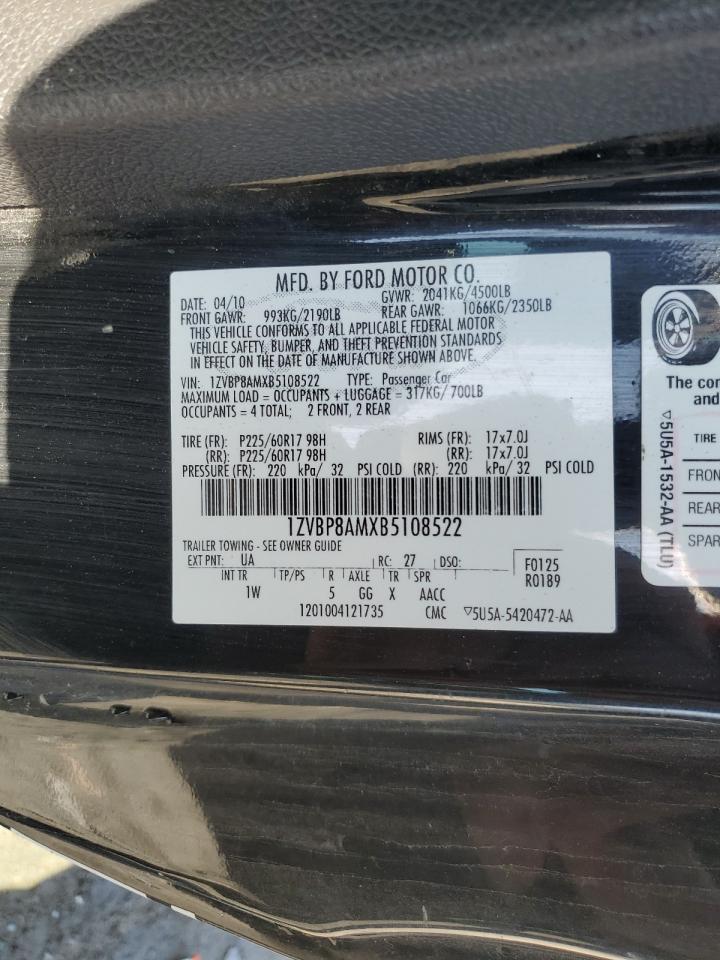 MFD. BY FORD MOTOR CO.
DATE: 04/10 GVWR: 2041KG/4500LB
FRONT GAWR: 993KG/2190LB REAR GAWR: 1066KG/2350LB
THIS VEHICLE CONFORMS TO ALL APPLICABLE FEDERAL MOTOR
VEHICLE SAFETY, BUMPER, AND THEFT PREVENTION STANDARDS
IN EFFECT ON THE DATE OF MANUFACTURE SHOWN ABOVE.
VIN: 1ZVBP8AMXB5108522 TYPE: Passenger Car
MAXIMUM LOAD = OCCUPANTS + LUGGAGE = 317KG/700LB
OCCUPANTS = 4 TOTAL: 2 FRONT, 2 REAR
TIRE (FR): P225/60R17 98H RIMS (FR): 17x7.0J
(RR): P225/60R17 98H (RR): 17x7.0J
PRESSURE (FR): 220 kPa/ 32 PSI COLD (RR): 220 kPa/ 32 PSI COLD
1ZVBP8AMXB5108522
TRAILER TOWING - SEE OWNER GUIDE
EXT PNT: UA RC: 27 DSO: F0125
INT TR TP/PS R AXLE TR SPR R0189
1W 5 GG X AACC
1201004121735 CMC ▽5U5A-5420472-AA
The co
and
TIRE
FRON
REAR
SPAR
▽5U5A-1532-AA (TLU)